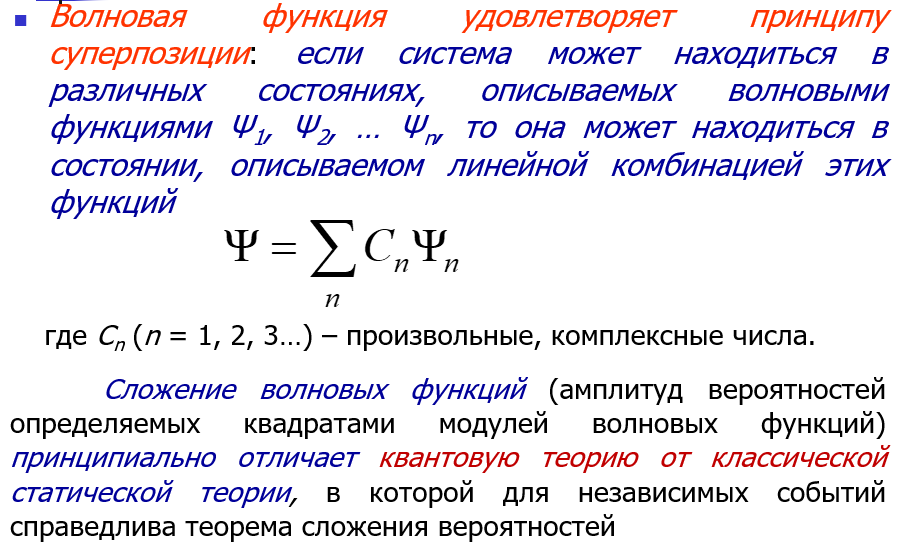 Волновая функция удовлетворяет принципу
суперпозиции: если система может находиться в
различных состояниях, описываемых волновыми
функциями Ψ1, Ψ2, … Ψn, то она может находиться в
состоянии, описываемом линейной комбинацией этих
функций
Ψ = ∑ CnΨn
n
где Cn (n = 1, 2, 3…) – произвольные, комплексные числа.
Сложение волновых функций (амплитуд вероятностей
определяемых квадратами модулей волновых функций)
принципиально отличает квантовую теорию от классической
статической теории, в которой для независимых событий
справедлива теорема сложения вероятностей